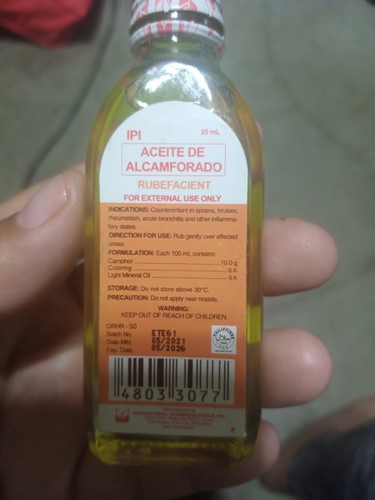 IPI 25 mL
ACEITE DE
ALCAMFORADO
RUBEFACIENT
FOR EXTERNAL USE ONLY
INDICATIONS: Counterirritant in sprains, bruises,
rheumatism, acute bronchitis and other inflamma-
tory states.
DIRECTION FOR USE: Rub gently over affected
areas.
FORMULATION: Each 100 mL contains:
Camphor 10.0 g
Coloring q.s.
Light Mineral Oil q.s.
STORAGE: Do not store above 30°C.
PRECAUTION: Do not apply near nostrils.
WARNING:
KEEP OUT OF REACH OF CHILDREN.
DRHR - 50
Batch No. ETE61
Date Mfd. 05/2021
Exp. Date 05/2026
4803 3077